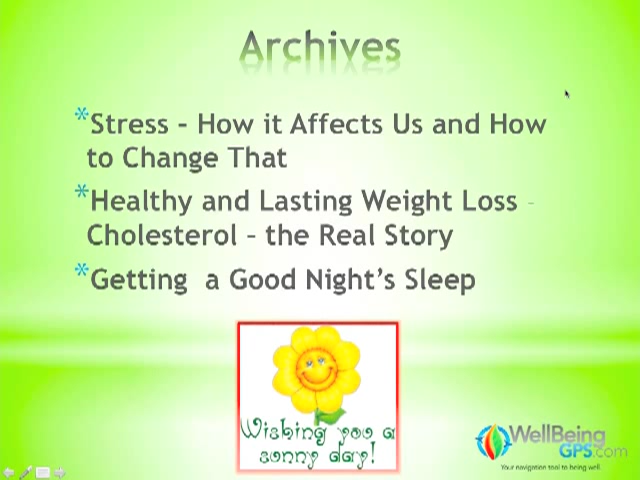 Archives
*Stress - How it Affects Us and How
to Change That
*Healthy and Lasting Weight Loss -
Cholesterol - the Real Story
*Getting a Good Night's Sleep
Wishing you a
sunny day!
WellBeing
GPS.com
Your navigation tool to being well.